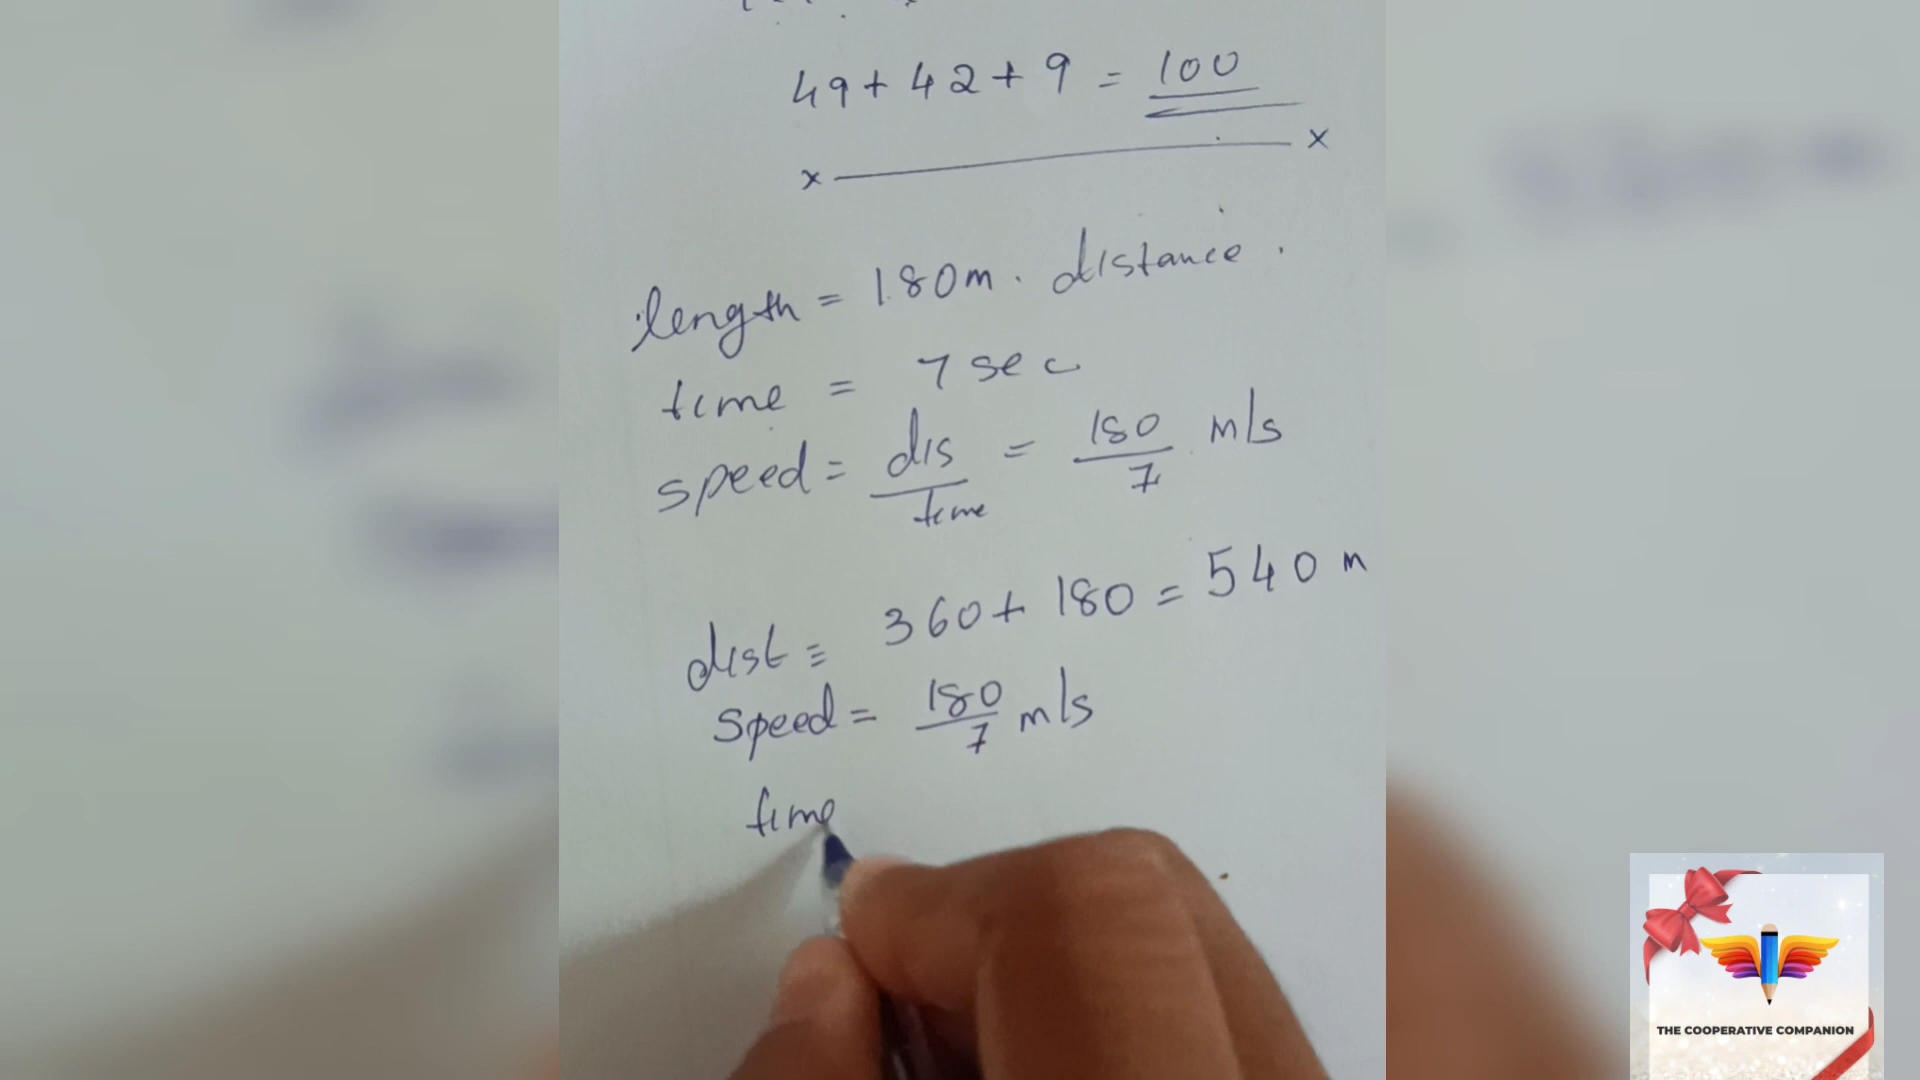 49 + 42 + 9 = 100
x x
length = 180m . distance .
time = 7 sec
speed = dis/time = 180/7 m/s
dist = 360 + 180 = 540 m
Speed = 180/7 m/s
time
THE COOPERATIVE COMPANION